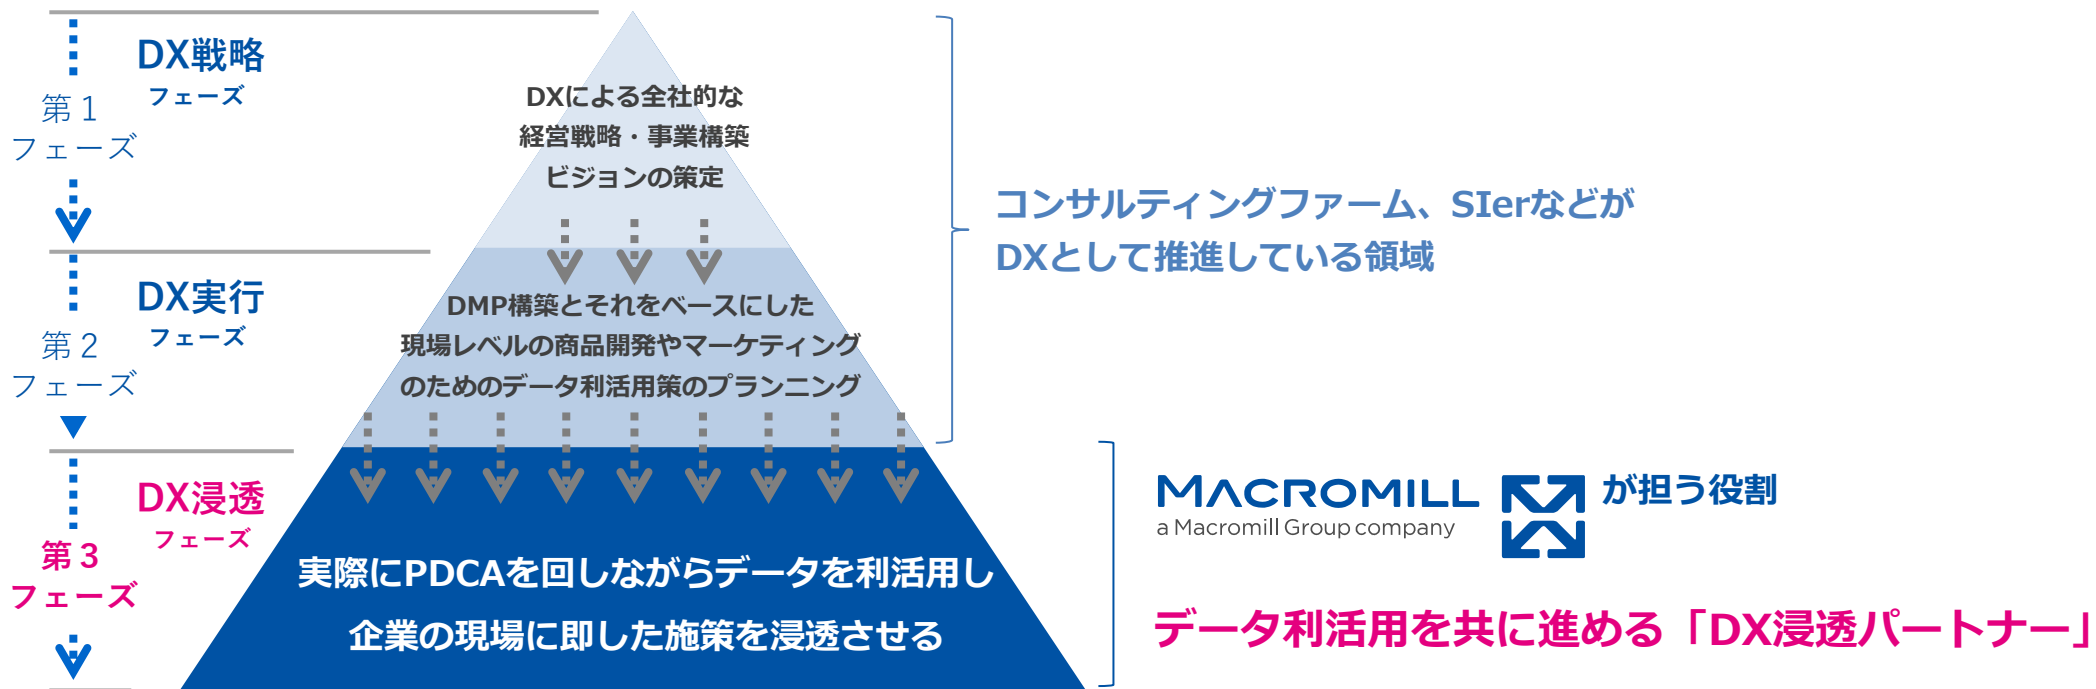 第１
フェーズ
DX戦略
フェーズ
DXによる全社的な
経営戦略・事業構築
ビジョンの策定
コンサルティングファーム、SIerなどが
DXとして推進している領域
第２
フェーズ
DX実行
フェーズ
DMP構築とそれをベースにした
現場レベルの商品開発やマーケティング
のためのデータ利活用策のプランニング
第３
フェーズ
DX浸透
フェーズ
実際にPDCAを回しながらデータを利活用し
企業の現場に即した施策を浸透させる
MACROMILL が担う役割
a Macromill Group company
データ利活用を共に進める「DX浸透パートナー」